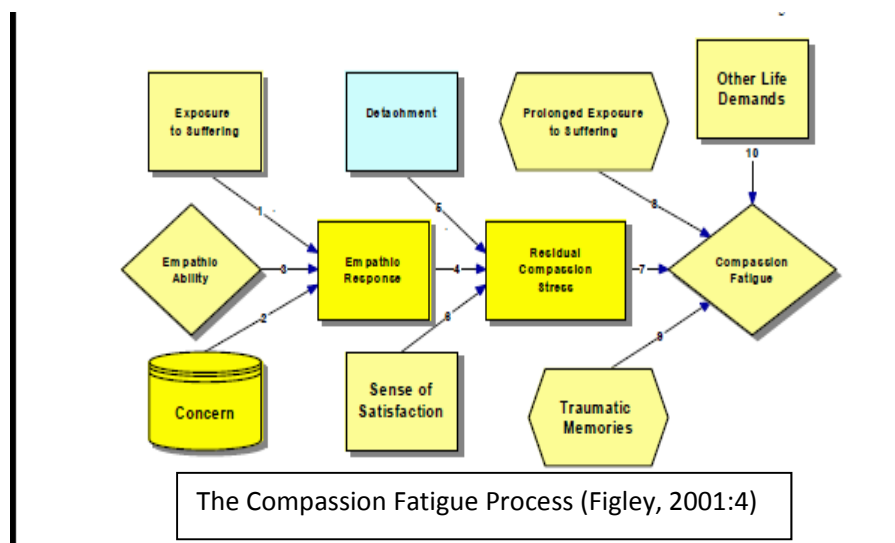 Exposure
to Suffering
Detachment
Prolonged Exposure
to Suffering
Other Life
Demands
10
1
5
8
Empathic
Ability
3
Empathic
Response
4
Residual
Compassion
Stress
7
Compassion
Fatigue
2
6
9
Concern
Sense of
Satisfaction
Traumatic
Memories
The Compassion Fatigue Process (Figley, 2001:4)